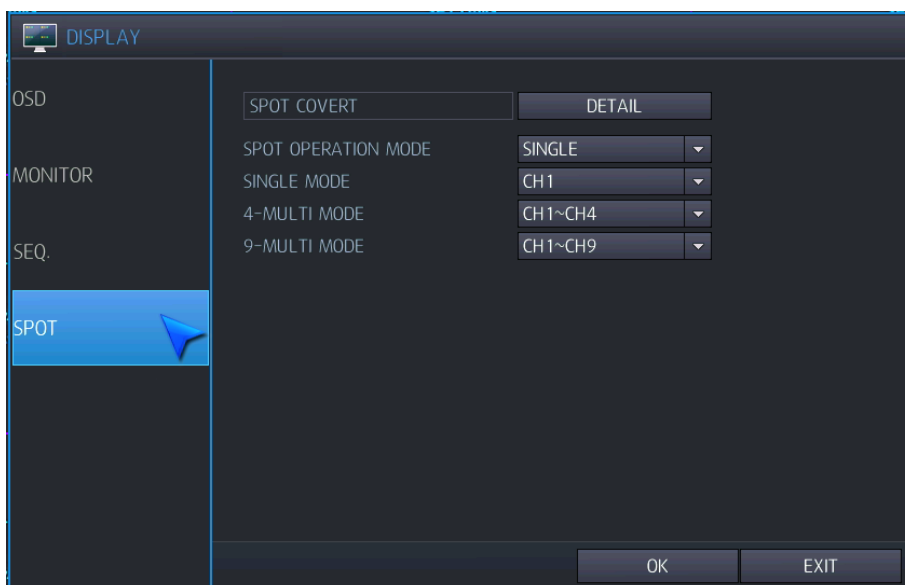 DISPLAY
OSD
MONITOR
SEQ.
SPOT
SPOT COVERT DETAIL
SPOT OPERATION MODE SINGLE
SINGLE MODE CH1
4-MULTI MODE CH1~CH4
9-MULTI MODE CH1~CH9
OK EXIT